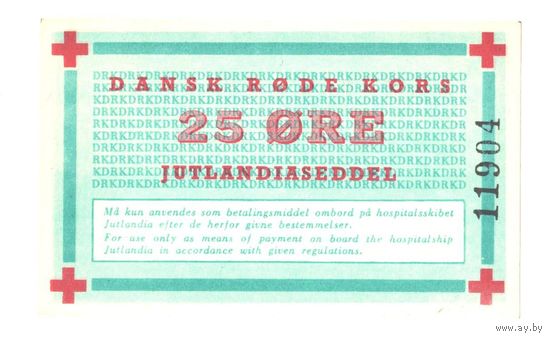 DRKDRKDRKDRKDRKDRKDRKDRKDRKDRKDRKDRKD
DANSK RØDE KORS
25 ØRE
JUTLANDIASEDDEL
11904
Må kun anvendes som betalingsmiddel ombord på hospitalsskibet
Jutlandia efter de herfor givne bestemmelser.
For use only as means of payment on board the hospitalship
Jutlandia in accordance with given regulations.
www.ay.by